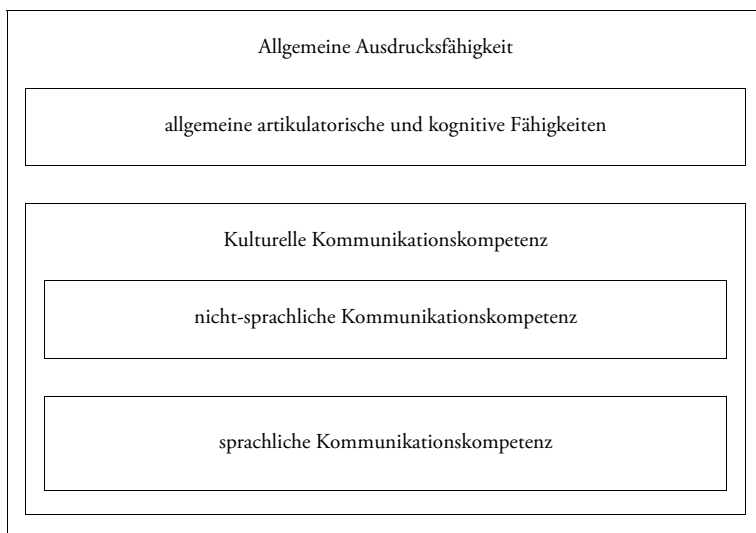 Allgemeine Ausdrucksfähigkeit
allgemeine artikulatorische und kognitive Fähigkeiten
Kulturelle Kommunikationskompetenz
nicht-sprachliche Kommunikationskompetenz
sprachliche Kommunikationskompetenz